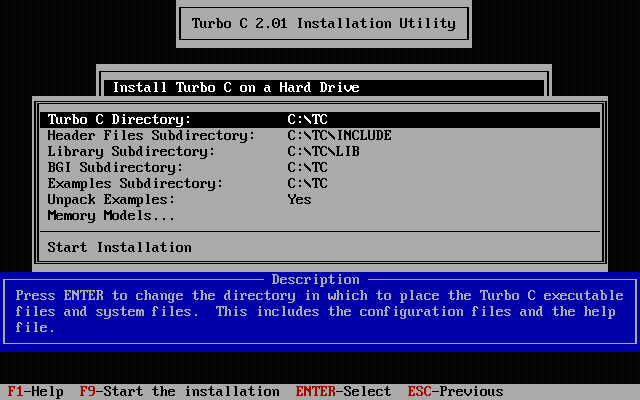 Turbo C 2.01 Installation Utility
Install Turbo C on a Hard Drive
Turbo C Directory: C:\TC
Header Files Subdirectory: C:\TC\INCLUDE
Library Subdirectory: C:\TC\LIB
BGI Subdirectory: C:\TC
Examples Subdirectory: C:\TC
Unpack Examples: Yes
Memory Models...
Start Installation
Description
Press ENTER to change the directory in which to place the Turbo C executable
files and system files.  This includes the configuration files and the help
file.
F1-Help  F9-Start the installation  ENTER-Select  ESC-Previous